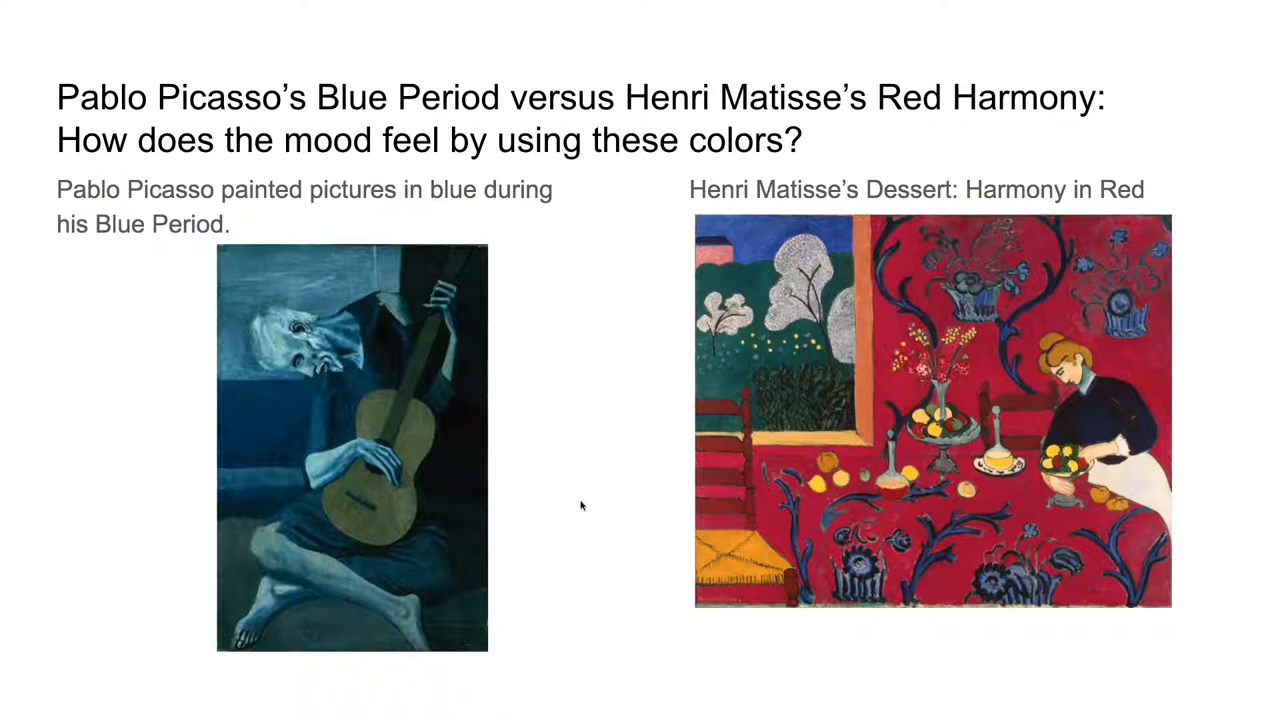 Pablo Picasso’s Blue Period versus Henri Matisse’s Red Harmony:
How does the mood feel by using these colors?
Pablo Picasso painted pictures in blue during
his Blue Period.
Henri Matisse’s Dessert: Harmony in Red